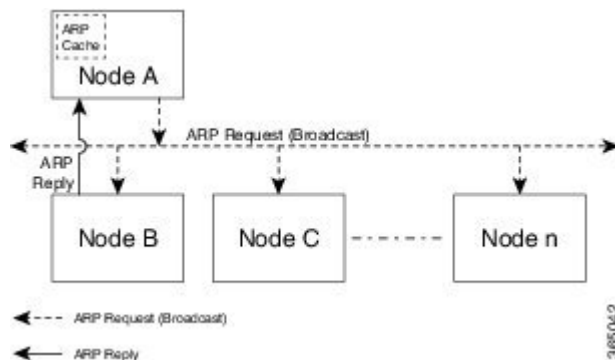 ARP
Cache
Node A
ARP Request (Broadcast)
ARP
Reply
Node B
Node C
Node n
ARP Request (Broadcast)
ARP Reply